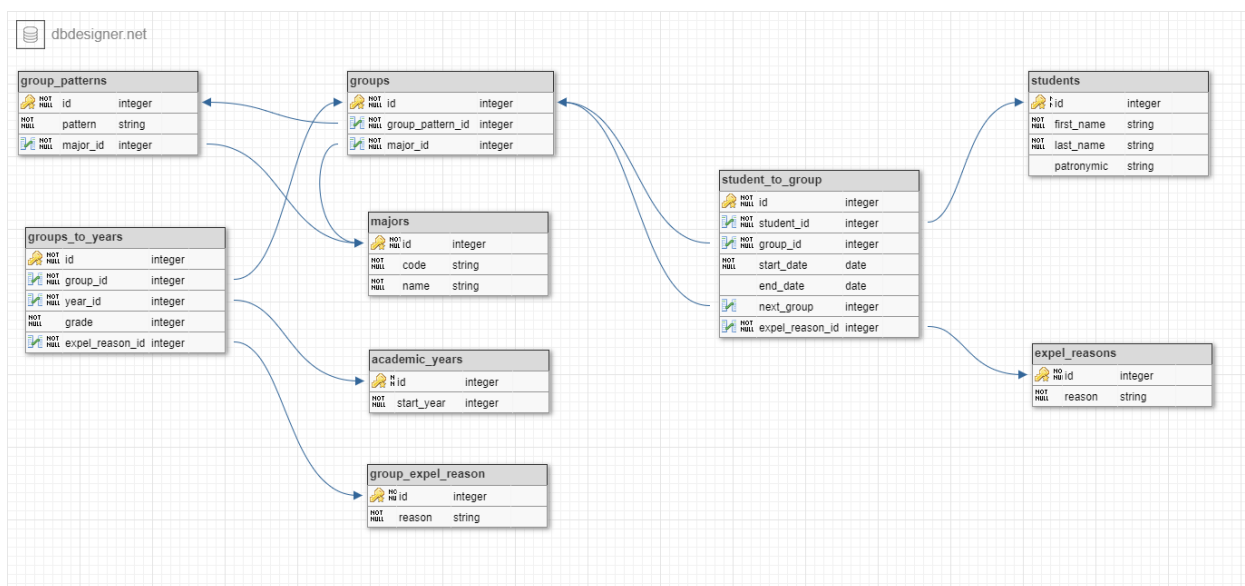 dbdesigner.net
group_patterns
NOT NULL id integer
NOT NULL pattern string
NOT NULL major_id integer
groups
NOT NULL id integer
NOT NULL group_pattern_id integer
NOT NULL major_id integer
students
id integer
NOT NULL first_name string
NOT NULL last_name string
patronymic string
student_to_group
NOT NULL id integer
NOT NULL student_id integer
NOT NULL group_id integer
NOT NULL start_date date
end_date date
next_group integer
NOT NULL expel_reason_id integer
groups_to_years
NOT NULL id integer
NOT NULL group_id integer
NOT NULL year_id integer
NOT NULL grade integer
NOT NULL expel_reason_id integer
majors
id integer
NOT NULL code string
NOT NULL name string
academic_years
id integer
NOT NULL start_year integer
expel_reasons
id integer
NOT NULL reason string
group_expel_reason
id integer
NOT NULL reason string